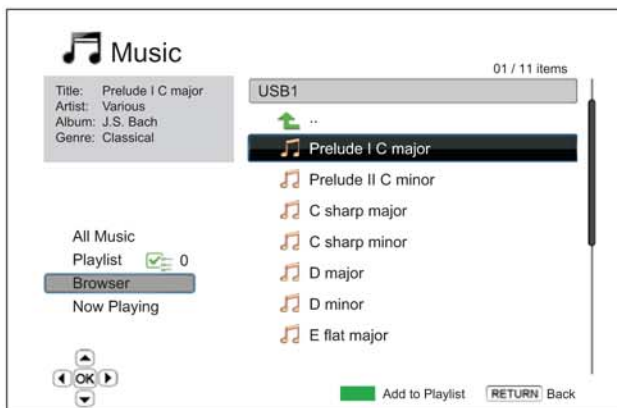 Music
01 / 11 items
Title: Prelude I C major
Artist: Various
Album: J.S. Bach
Genre: Classical
USB1
..
Prelude I C major
Prelude II C minor
C sharp major
C sharp minor
D major
D minor
E flat major
All Music
Playlist 0
Browser
Now Playing
OK
Add to Playlist RETURN Back